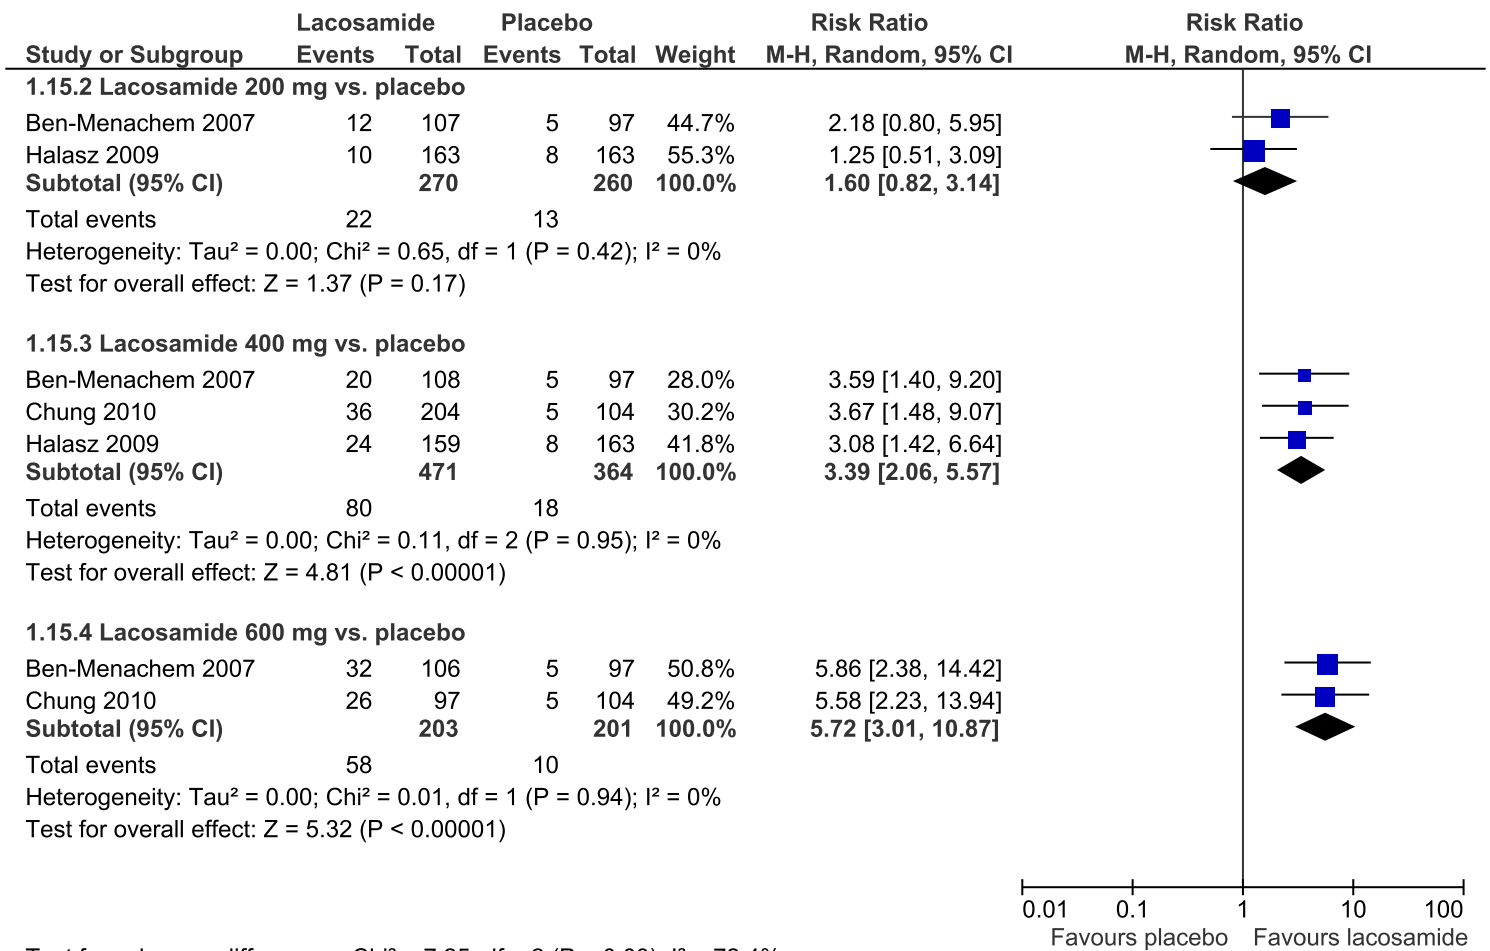 Lacosamide Placebo Risk Ratio Risk Ratio
Study or Subgroup Events Total Events Total Weight M-H, Random, 95% CI M-H, Random, 95% CI
1.15.2 Lacosamide 200 mg vs. placebo
Ben-Menachem 2007 12 107 5 97 44.7% 2.18 [0.80, 5.95]
Halasz 2009 10 163 8 163 55.3% 1.25 [0.51, 3.09]
Subtotal (95% CI) 270 260 100.0% 1.60 [0.82, 3.14]
Total events 22 13
Heterogeneity: Tau² = 0.00; Chi² = 0.65, df = 1 (P = 0.42); I² = 0%
Test for overall effect: Z = 1.37 (P = 0.17)
1.15.3 Lacosamide 400 mg vs. placebo
Ben-Menachem 2007 20 108 5 97 28.0% 3.59 [1.40, 9.20]
Chung 2010 36 204 5 104 30.2% 3.67 [1.48, 9.07]
Halasz 2009 24 159 8 163 41.8% 3.08 [1.42, 6.64]
Subtotal (95% CI) 471 364 100.0% 3.39 [2.06, 5.57]
Total events 80 18
Heterogeneity: Tau² = 0.00; Chi² = 0.11, df = 2 (P = 0.95); I² = 0%
Test for overall effect: Z = 4.81 (P < 0.00001)
1.15.4 Lacosamide 600 mg vs. placebo
Ben-Menachem 2007 32 106 5 97 50.8% 5.86 [2.38, 14.42]
Chung 2010 26 97 5 104 49.2% 5.58 [2.23, 13.94]
Subtotal (95% CI) 203 201 100.0% 5.72 [3.01, 10.87]
Total events 58 10
Heterogeneity: Tau² = 0.00; Chi² = 0.01, df = 1 (P = 0.94); I² = 0%
Test for overall effect: Z = 5.32 (P < 0.00001)
0.01 0.1 1 10 100
Favours placebo Favours lacosamide